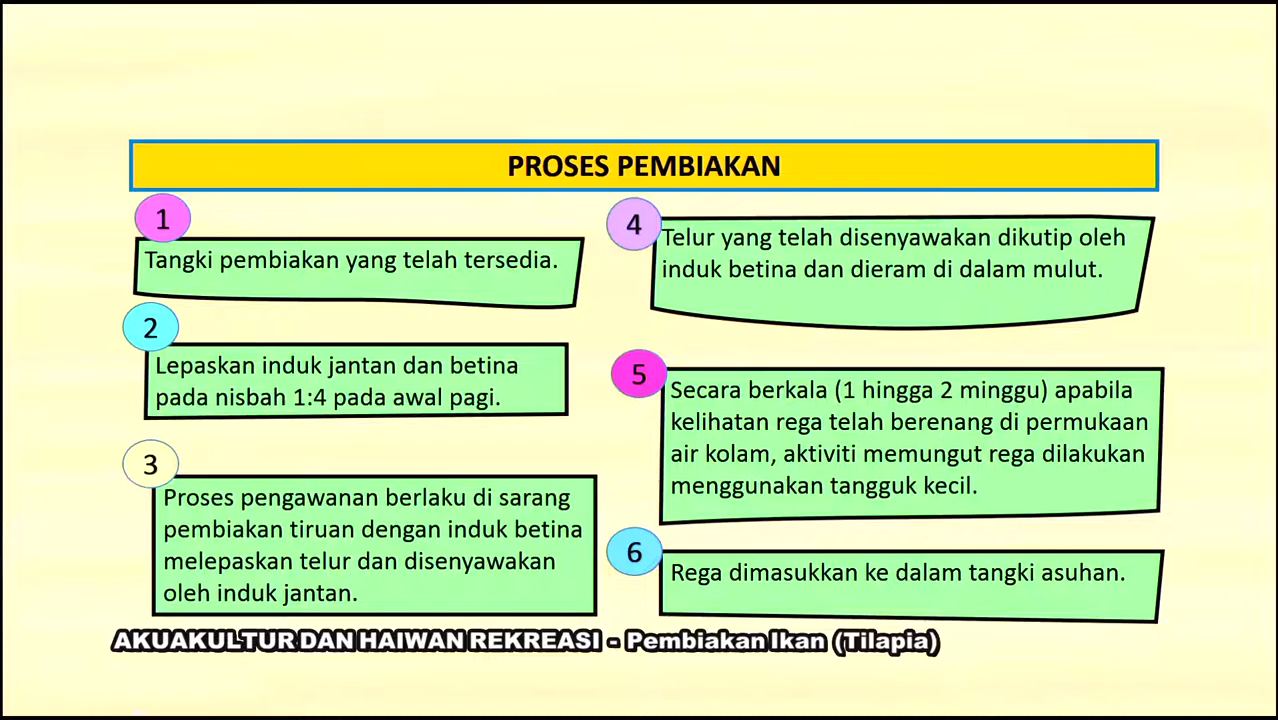 PROSES PEMBIAKAN
1
Tangki pembiakan yang telah tersedia.
2
Lepaskan induk jantan dan betina
pada nisbah 1:4 pada awal pagi.
3
Proses pengawanan berlaku di sarang
pembiakan tiruan dengan induk betina
melepaskan telur dan disenyawakan
oleh induk jantan.
4
Telur yang telah disenyawakan dikutip oleh
induk betina dan dieram di dalam mulut.
5
Secara berkala (1 hingga 2 minggu) apabila
kelihatan rega telah berenang di permukaan
air kolam, aktiviti memungut rega dilakukan
menggunakan tangguk kecil.
6
Rega dimasukkan ke dalam tangki asuhan.
AKUAKULTUR DAN HAIWAN REKREASI - Pembiakan Ikan (Tilapia)